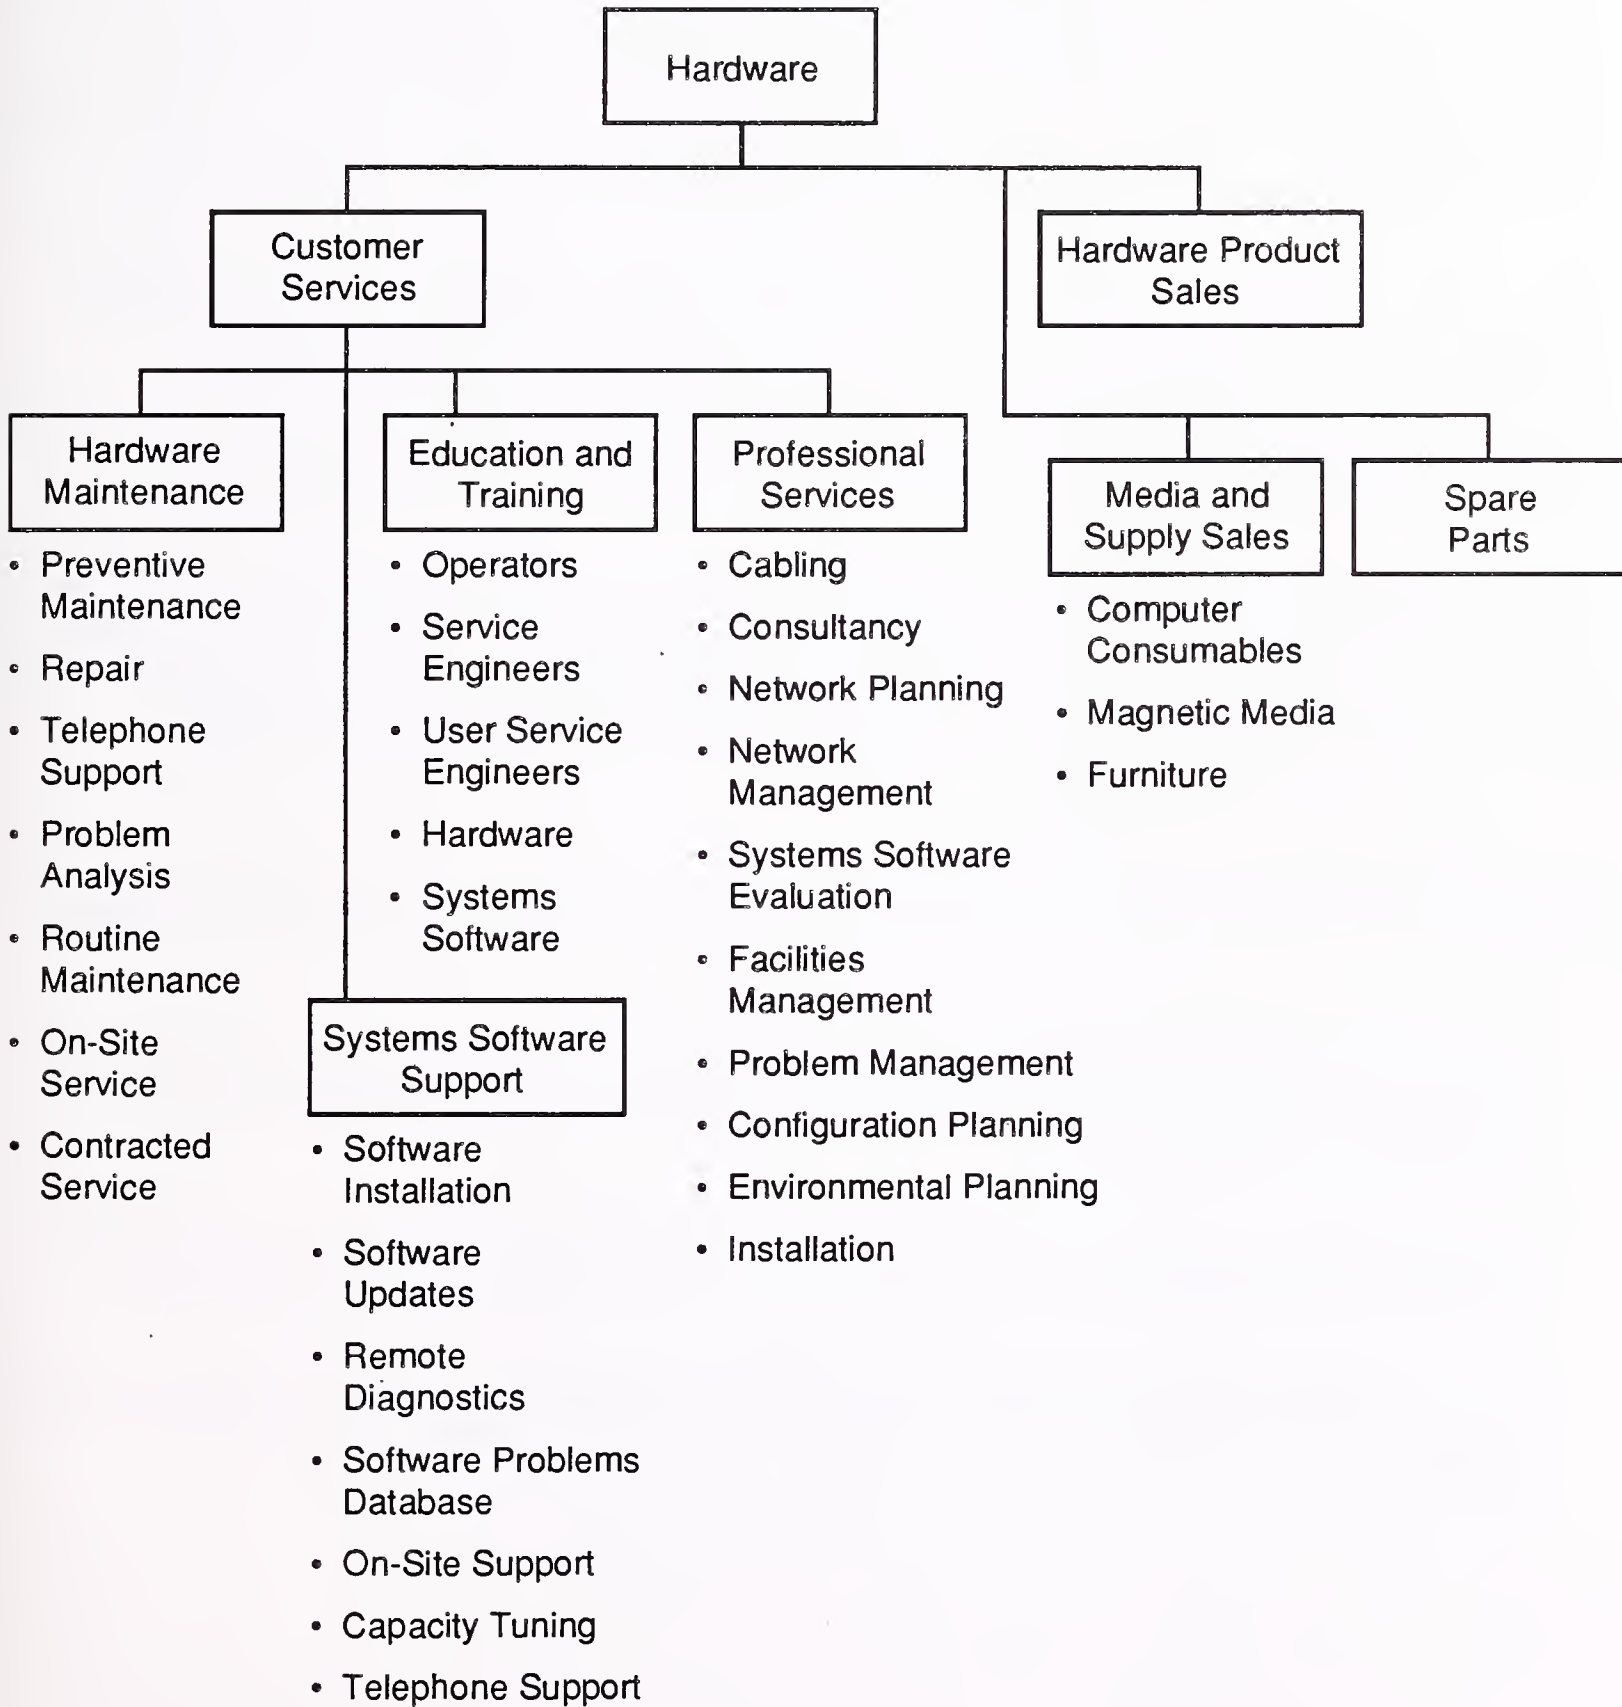 Hardware
Customer
Services
Hardware Product
Sales
Hardware
Maintenance
• Preventive
Maintenance
• Repair
• Telephone
Support
• Problem
Analysis
• Routine
Maintenance
• On-Site
Service
• Contracted
Service
Education and
Training
• Operators
• Service
Engineers
• User Service
Engineers
• Hardware
• Systems
Software
Systems Software
Support
• Software
Installation
• Software
Updates
• Remote
Diagnostics
• Software Problems
Database
• On-Site Support
• Capacity Tuning
• Telephone Support
Professional
Services
• Cabling
• Consultancy
• Network Planning
• Network
Management
• Systems Software
Evaluation
• Facilities
Management
• Problem Management
• Configuration Planning
• Environmental Planning
• Installation
Media and
Supply Sales
• Computer
Consumables
• Magnetic Media
• Furniture
Spare
Parts